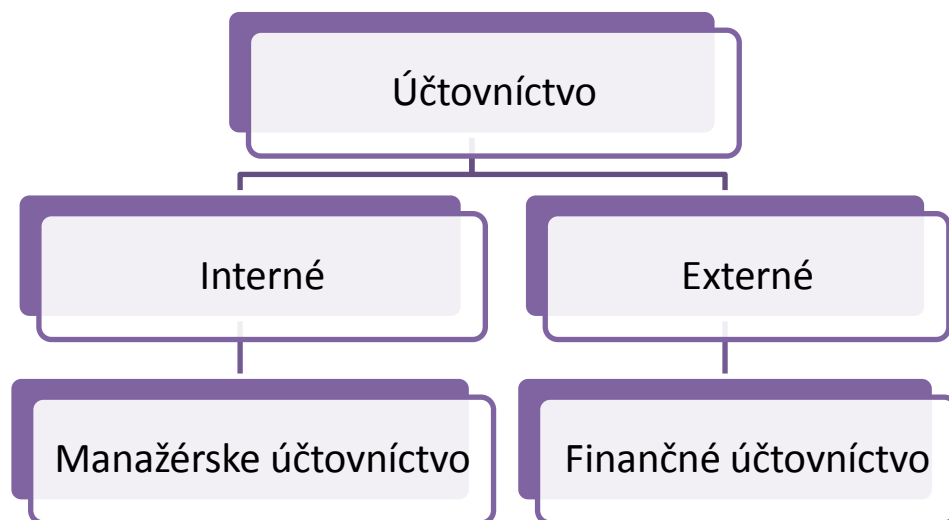 Účtovníctvo
Interné
Externé
Manažérske účtovníctvo
Finančné účtovníctvo